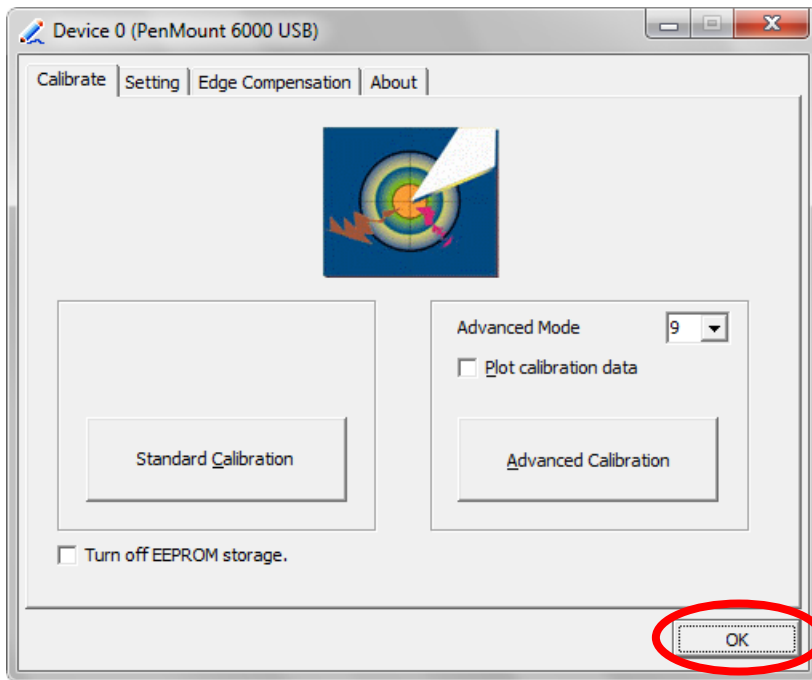 Device 0 (PenMount 6000 USB)
Calibrate Setting Edge Compensation About
Advanced Mode 9
Plot calibration data
Standard Calibration Advanced Calibration
Turn off EEPROM storage.
OK